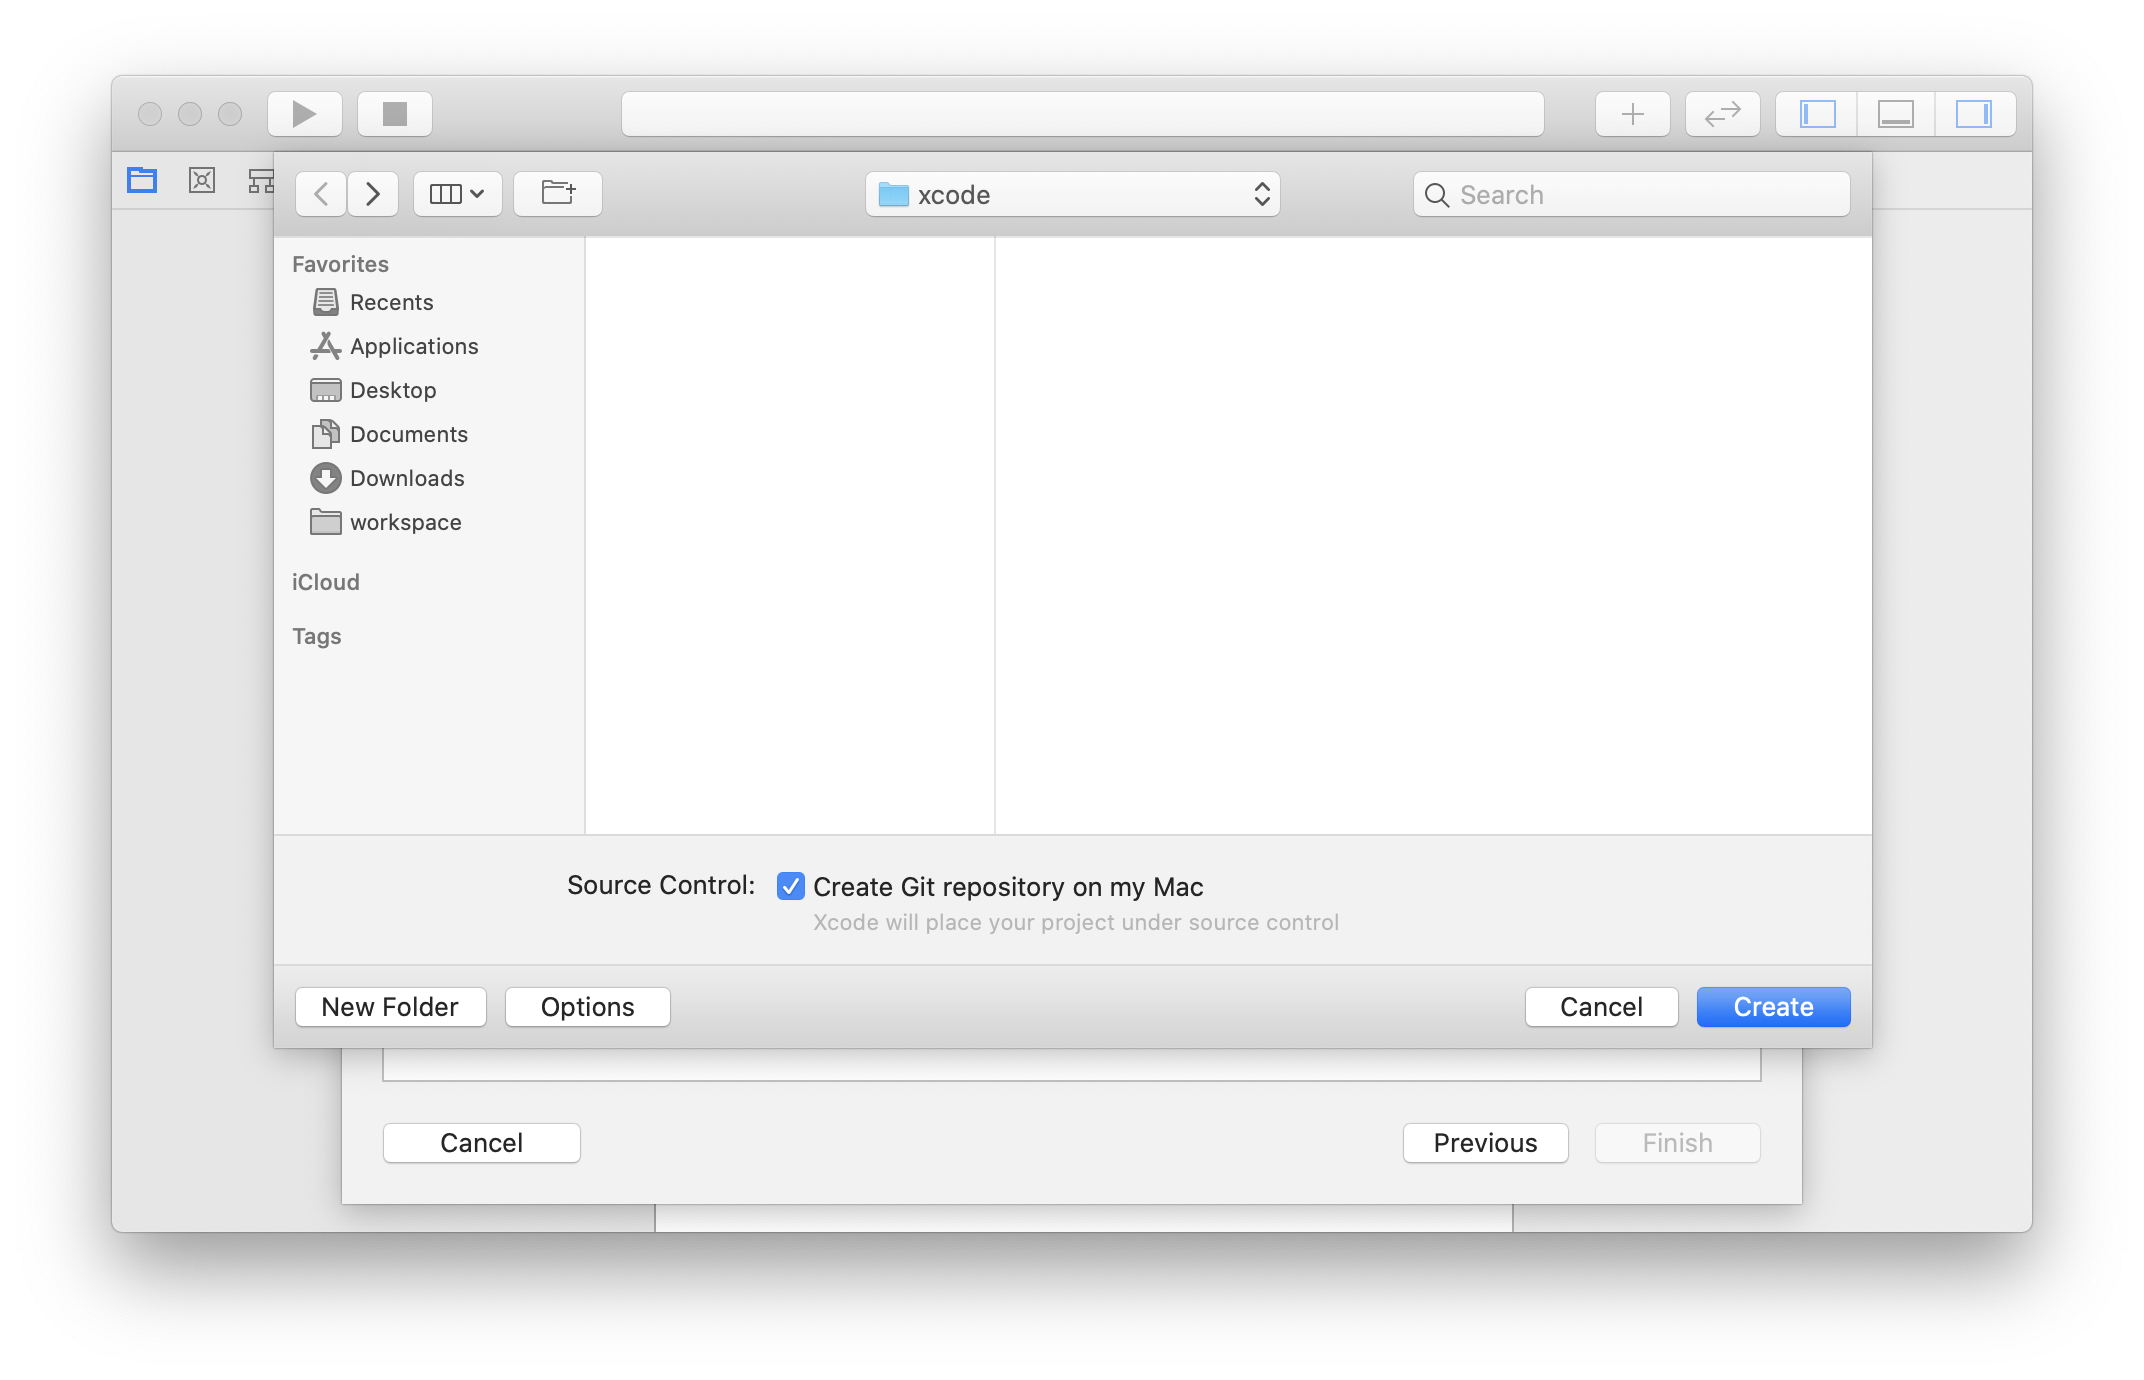 xcode
Search
Favorites
Recents
Applications
Desktop
Documents
Downloads
workspace
iCloud
Tags
Source Control: Create Git repository on my Mac
Xcode will place your project under source control
New Folder Options Cancel Create
Cancel Previous Finish